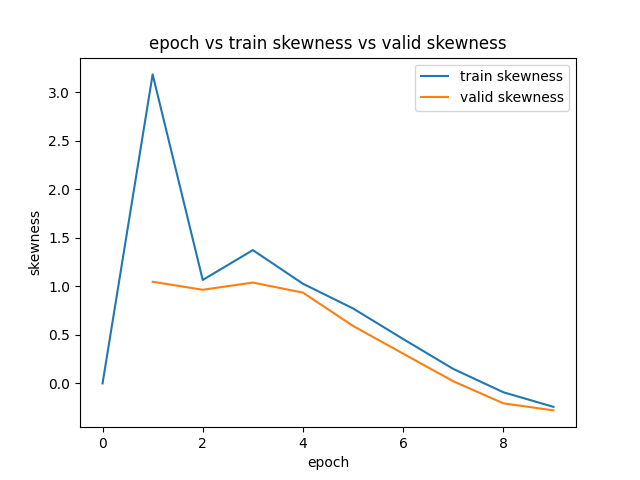 epoch vs train skewness vs valid skewness
train skewness
valid skewness
3.0
2.5
2.0
1.5
1.0
0.5
0.0
skewness
0 2 4 6 8
epoch